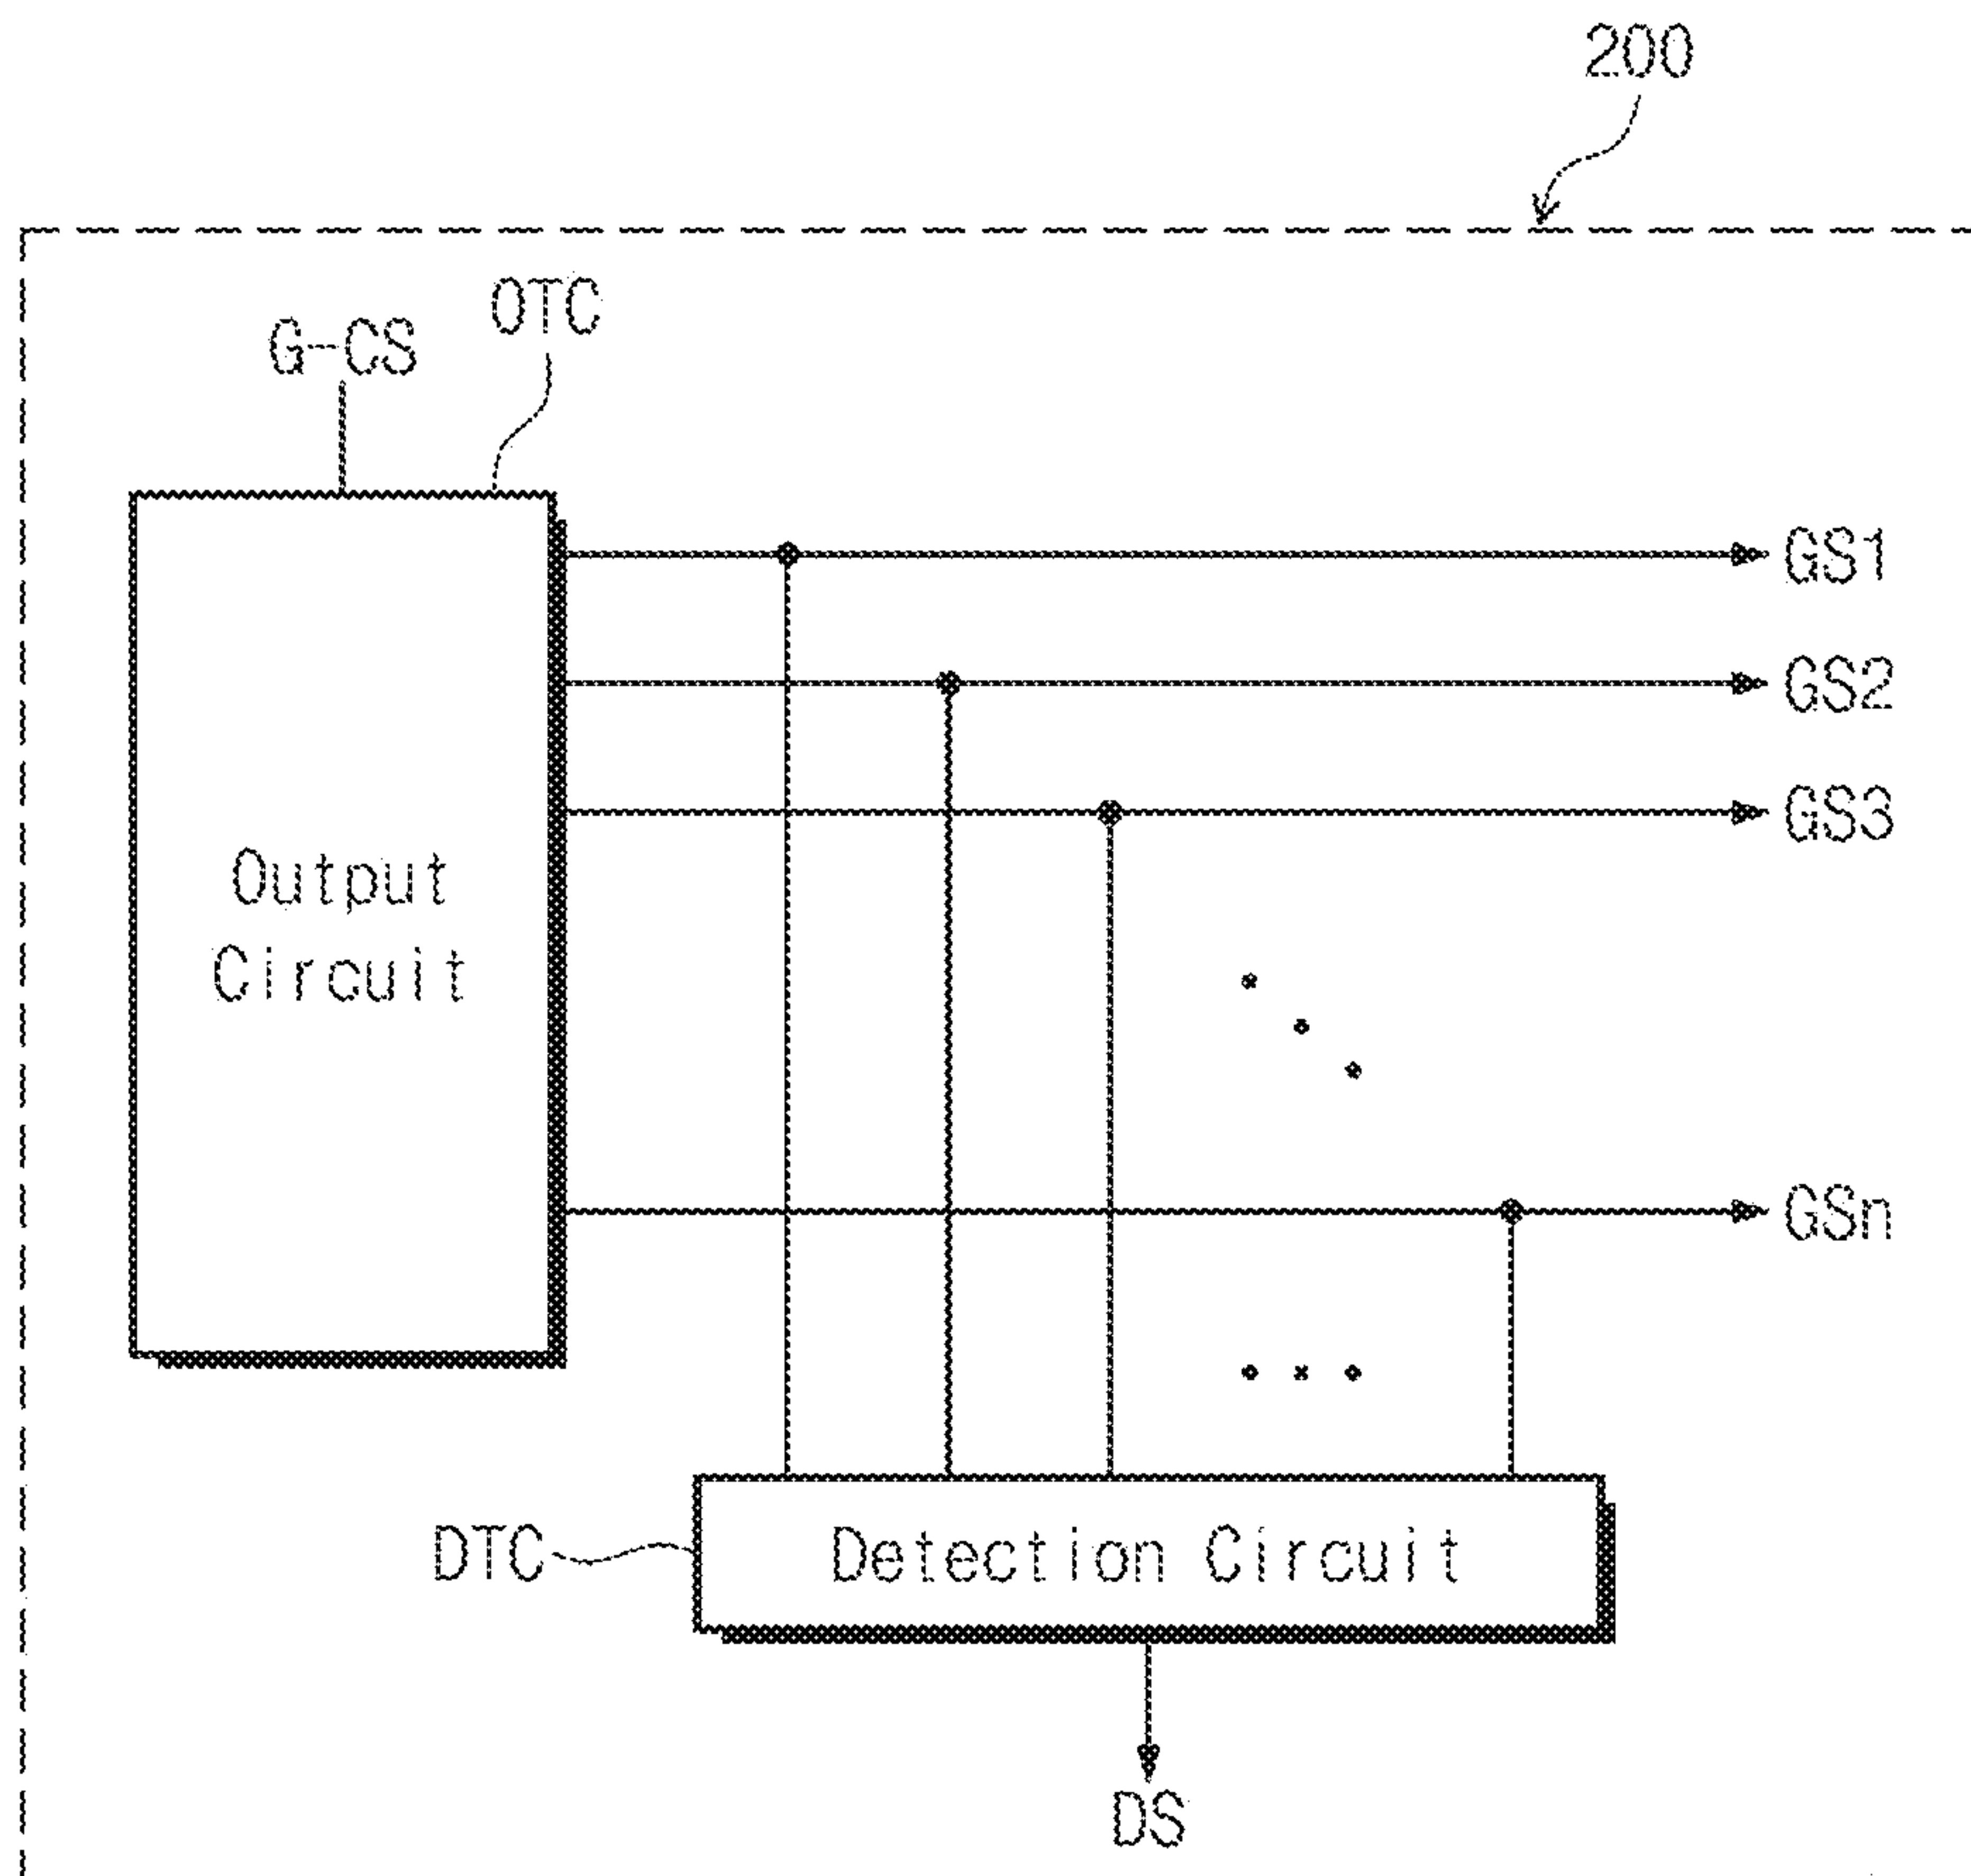 200
OTC
G-CS
GS1
GS2
GS3
Output
Circuit
GSn
DTC
Detection Circuit
DS